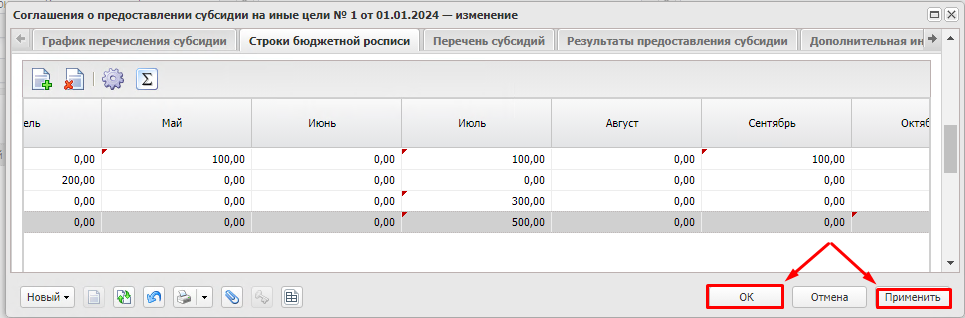 Соглашения о предоставлении субсидии на иные цели № 1 от 01.01.2024 — изменение
График перечисления субсидии Строки бюджетной росписи Перечень субсидий Результаты предоставления субсидии Дополнительная ин
Σ
ель Май Июнь Июль Август Сентябрь Октяб
0,00 100,00 0,00 100,00 0,00 100,00
200,00 0,00 0,00 0,00 0,00 0,00
0,00 0,00 0,00 300,00 0,00 0,00
0,00 0,00 0,00 500,00 0,00 0,00
Новый ОК Отмена Применить